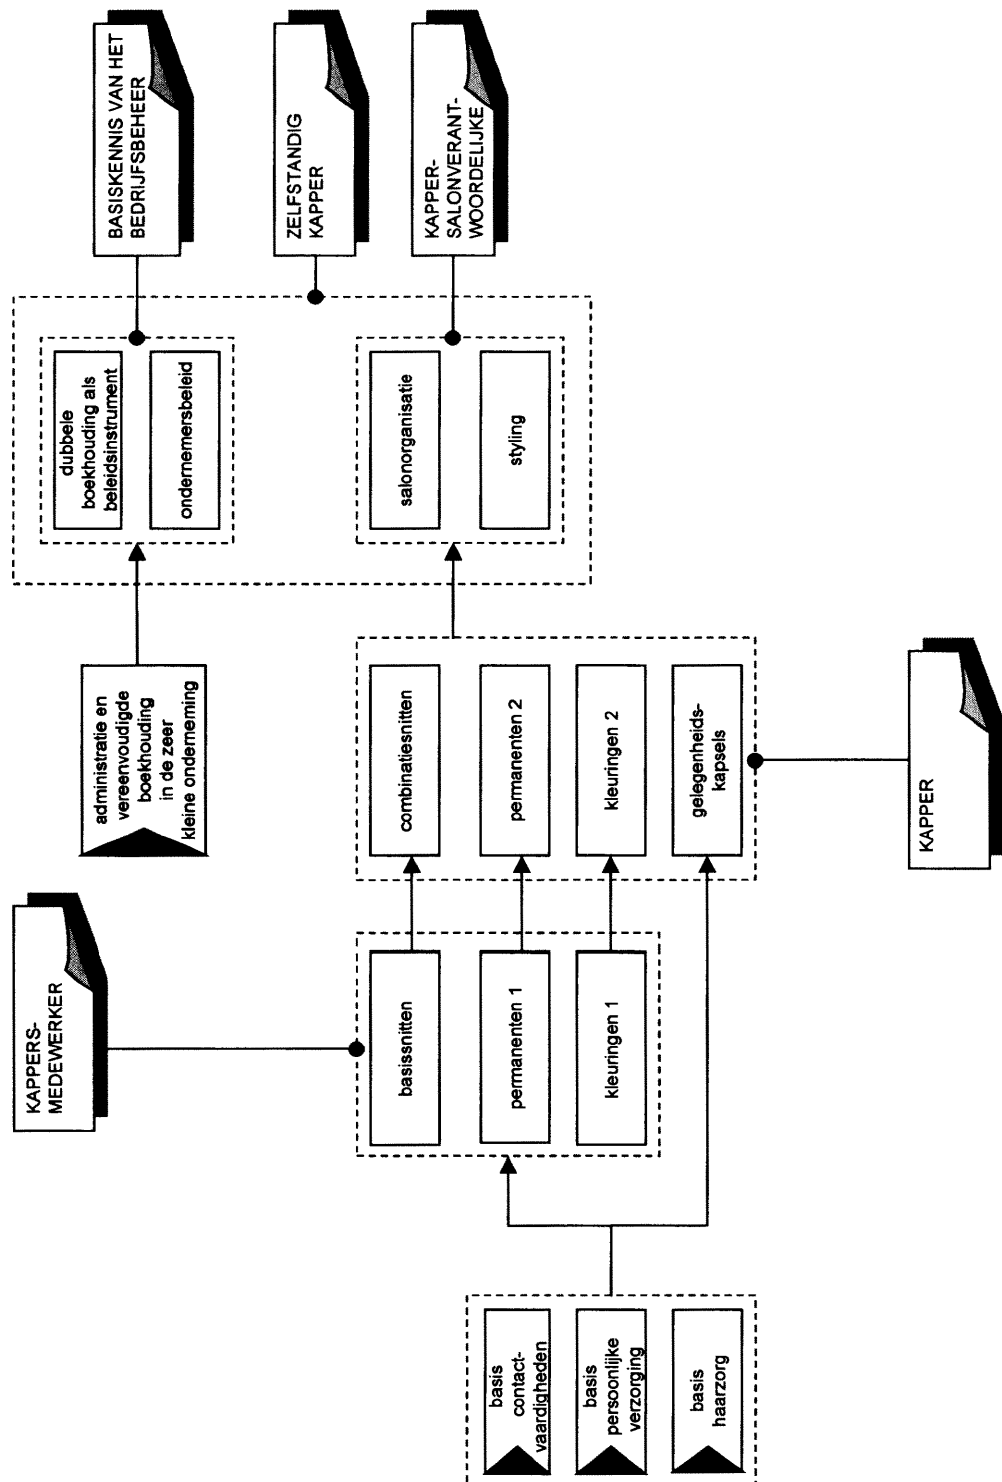 BASISKENNIS VAN HET
BEDRIJFSBEHEER
ZELFSTANDIG
KAPPER
KAPPER-
SALONVERANT-
WOORDELIJKE
dubbele
boekhouding als
beleidsinstrument
ondernemersbeleid
salonorganisatie
styling
administratie en
vereenvoudigde
boekhouding
in de zeer
kleine onderneming
combinatiesnitten
permanenten 2
kleuringen 2
gelegenheids-
kapsels
KAPPER
KAPPERS-
MEDEWERKER
basissnitten
permanenten 1
kleuringen 1
basis
contact-
vaardigheden
basis
persoonlijke
verzorging
basis
haarzorg